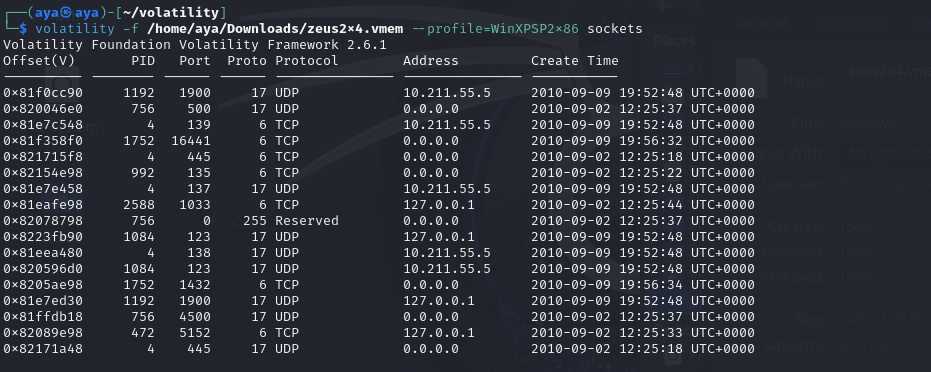 ┌──(aya㉿aya)-[~/volatility]
└─$ volatility -f /home/aya/Downloads/zeus2×4.vmem --profile=WinXPSP2×86 sockets
Volatility Foundation Volatility Framework 2.6.1
Offset(V) PID Port Proto Protocol Address Create Time
---------- -------- ------ ------ --------------- --------------- -----------
0×81f0cc90 1192 1900 17 UDP 10.211.55.5 2010-09-09 19:52:48 UTC+0000
0×820046e0 756 500 17 UDP 0.0.0.0 2010-09-02 12:25:37 UTC+0000
0×81e7c548 4 139 6 TCP 10.211.55.5 2010-09-09 19:52:48 UTC+0000
0×81f358f0 1752 16441 6 TCP 0.0.0.0 2010-09-09 19:56:32 UTC+0000
0×821715f8 4 445 6 TCP 0.0.0.0 2010-09-02 12:25:18 UTC+0000
0×82154e98 992 135 6 TCP 0.0.0.0 2010-09-02 12:25:22 UTC+0000
0×81e7e458 4 137 17 UDP 10.211.55.5 2010-09-09 19:52:48 UTC+0000
0×81eafe98 2588 1033 6 TCP 127.0.0.1 2010-09-02 12:25:44 UTC+0000
0×82078798 756 0 255 Reserved 0.0.0.0 2010-09-02 12:25:37 UTC+0000
0×8223fb90 1084 123 17 UDP 127.0.0.1 2010-09-09 19:52:48 UTC+0000
0×81eea480 4 138 17 UDP 10.211.55.5 2010-09-09 19:52:48 UTC+0000
0×820596d0 1084 123 17 UDP 10.211.55.5 2010-09-09 19:52:48 UTC+0000
0×8205ae98 1752 1432 6 TCP 0.0.0.0 2010-09-09 19:56:34 UTC+0000
0×81e7ed30 1192 1900 17 UDP 127.0.0.1 2010-09-09 19:52:48 UTC+0000
0×81ffdb18 756 4500 17 UDP 0.0.0.0 2010-09-02 12:25:37 UTC+0000
0×82089e98 472 5152 6 TCP 127.0.0.1 2010-09-02 12:25:33 UTC+0000
0×82171a48 4 445 17 UDP 0.0.0.0 2010-09-02 12:25:18 UTC+0000
Places
Name:
Kind: unknown
Location:
Created: Today
Modified: Today
Accessed: Today
Size:
Capacity: